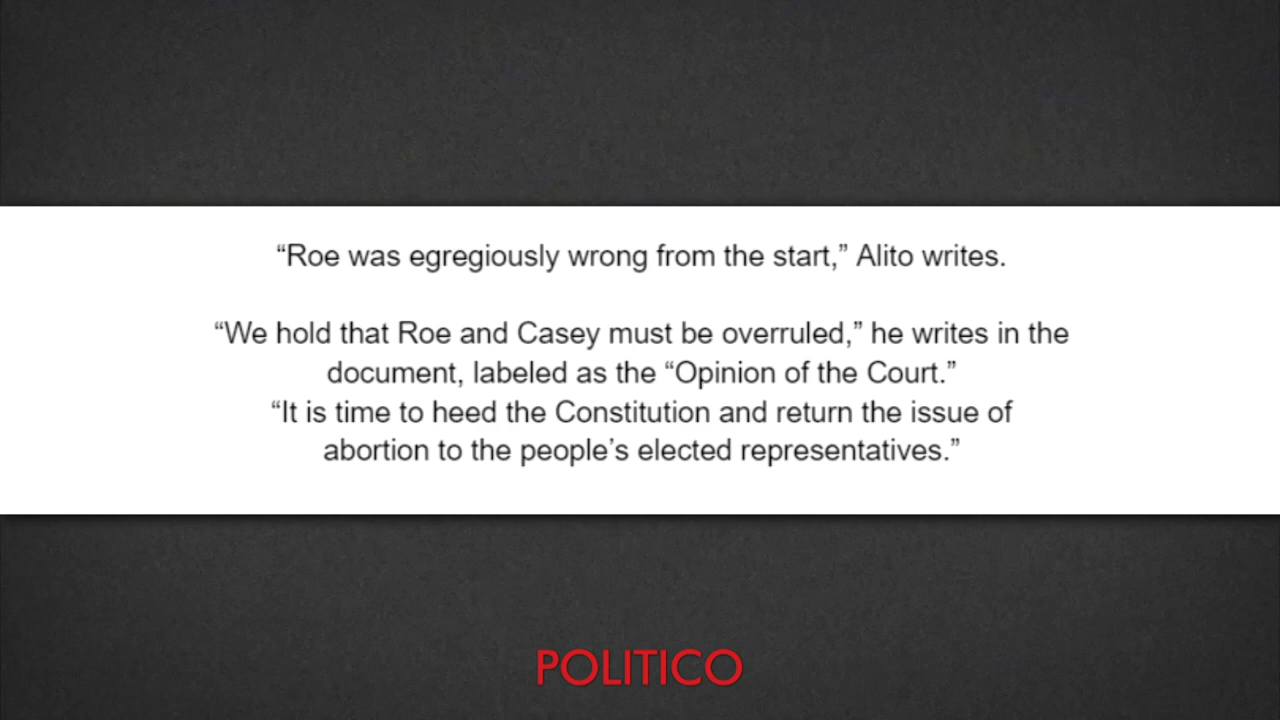 “Roe was egregiously wrong from the start,” Alito writes.
“We hold that Roe and Casey must be overruled,” he writes in the
document, labeled as the “Opinion of the Court.”
“It is time to heed the Constitution and return the issue of
abortion to the people’s elected representatives.”
POLITICO